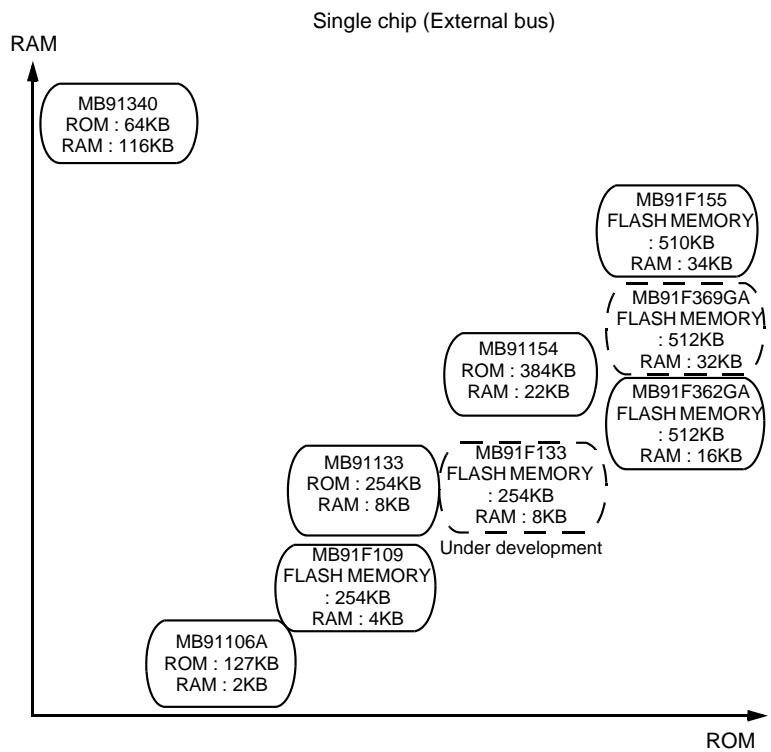 Single chip (External bus)
RAM
MB91340
ROM : 64KB
RAM : 116KB
MB91F155
FLASH MEMORY
: 510KB
RAM : 34KB
MB91F369GA
FLASH MEMORY
: 512KB
RAM : 32KB
MB91154
ROM : 384KB
RAM : 22KB
MB91F362GA
FLASH MEMORY
: 512KB
RAM : 16KB
MB91133
ROM : 254KB
RAM : 8KB
MB91F133
FLASH MEMORY
: 254KB
RAM : 8KB
Under development
MB91F109
FLASH MEMORY
: 254KB
RAM : 4KB
MB91106A
ROM : 127KB
RAM : 2KB
ROM